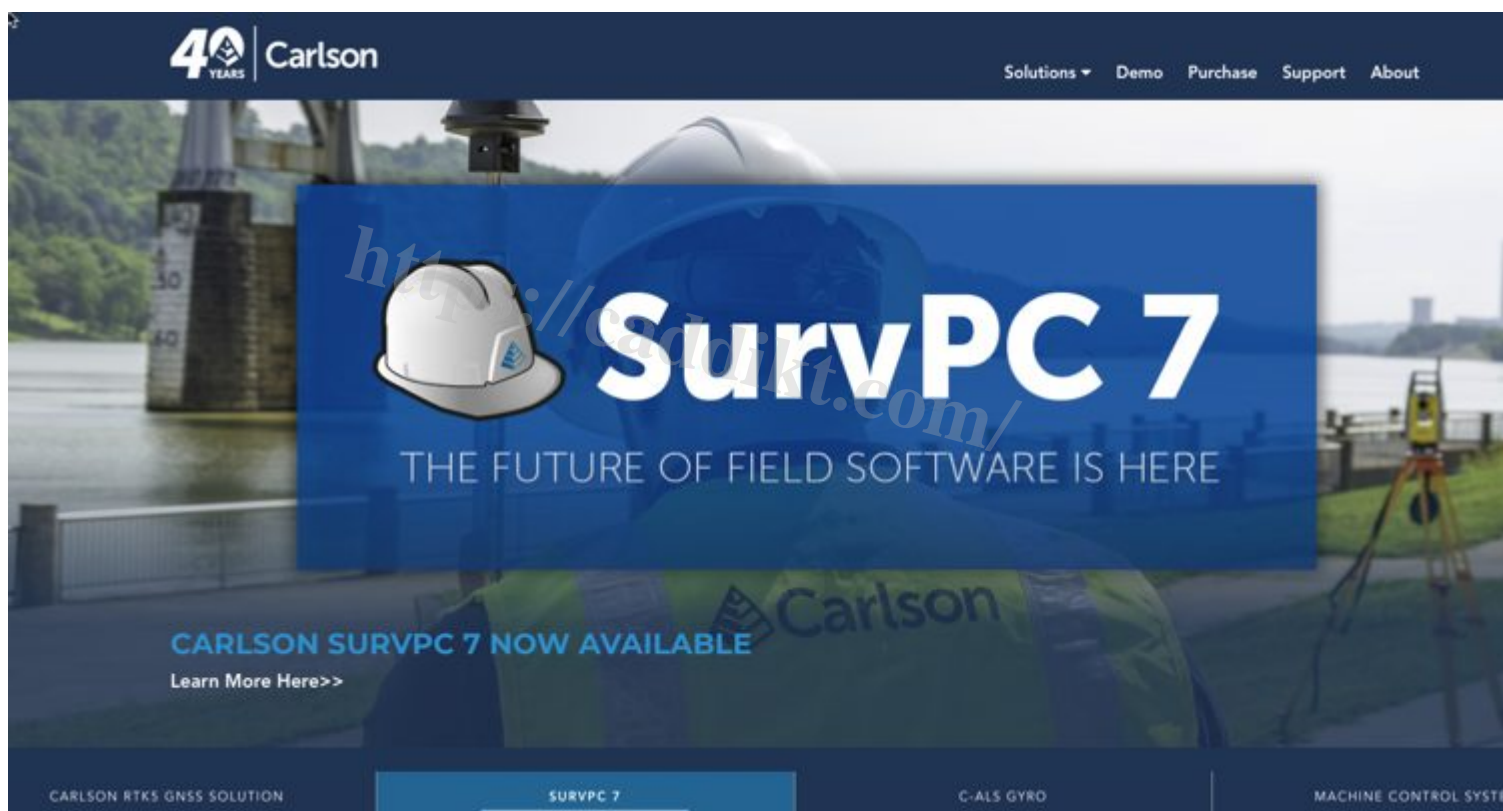 40 YEARS Carlson
Solutions Demo Purchase Support About
https://caddikt.com/
SurvPC 7
THE FUTURE OF FIELD SOFTWARE IS HERE
Carlson
CARLSON SURVPC 7 NOW AVAILABLE
Learn More Here>>
CARLSON RTK5 GNSS SOLUTION
SURVPC 7
C-ALS GYRO
MACHINE CONTROL